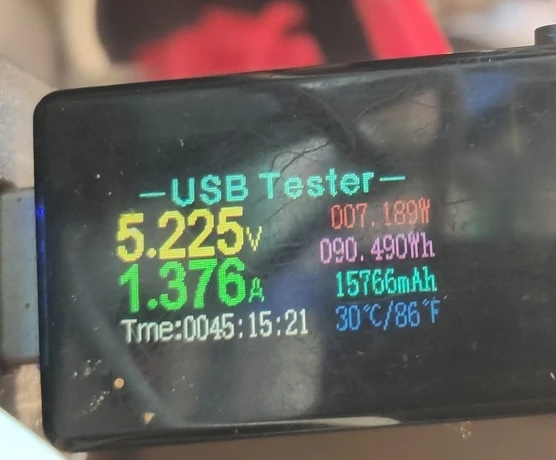 -USB Tester-
5.225V 007.189W
090.490Wh
1.376A 15766mAh
Tme:0045:15:21 30°C/86°F